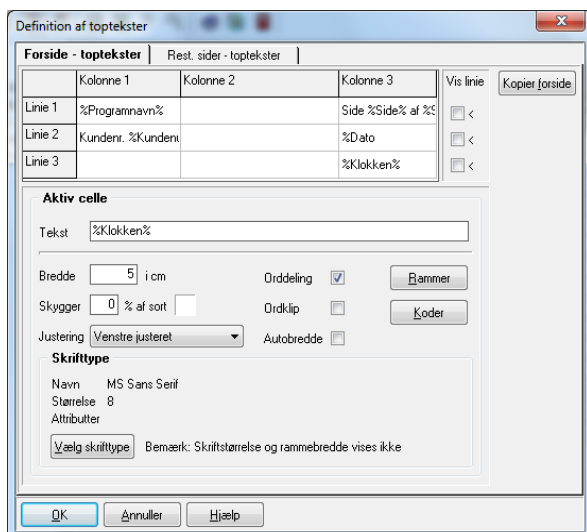 Definition af toptekster
Forside - toptekster Rest. sider - toptekster
Kolonne 1 Kolonne 2 Kolonne 3 Vis linie Kopier forside
Linie 1 %Programnavn% Side %Side% af %S <
Linie 2 Kundenr. %Kunden %Dato <
Linie 3 %Klokken% <
Aktiv celle
Tekst %Klokken%
Bredde 5 i cm Orddeling Rammer
Skygger 0 % af sort Ordklip Koder
Justering Venstre justeret Autobredde
Skrifttype
Navn MS Sans Serif
Størrelse 8
Attributter
Vælg skrifttype Bemærk: Skriftstørrelse og rammebredde vises ikke
OK Annuller Hjælp